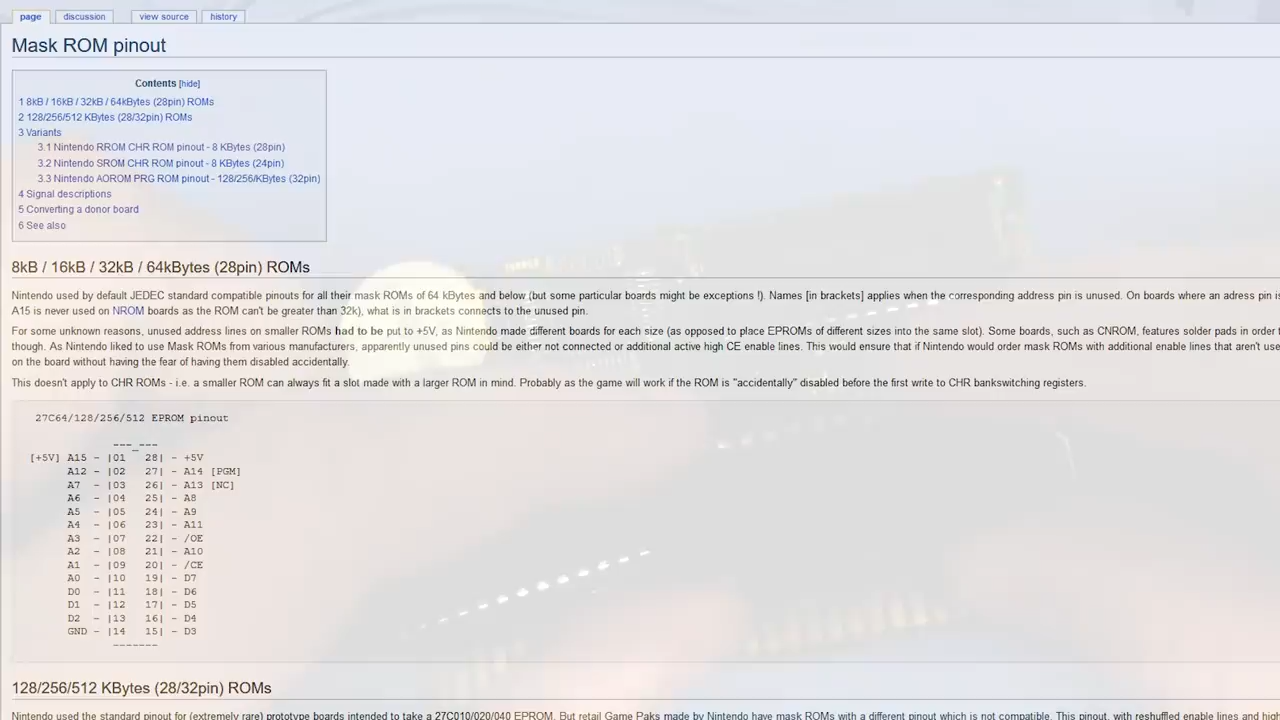 page discussion view source history
Mask ROM pinout
Contents [hide]
1 8kB / 16kB / 32kB / 64kBytes (28pin) ROMs
2 128/256/512 KBytes (28/32pin) ROMs
3 Variants
3.1 Nintendo RROM CHR ROM pinout - 8 KBytes (28pin)
3.2 Nintendo SROM CHR ROM pinout - 8 KBytes (24pin)
3.3 Nintendo AOROM PRG ROM pinout - 128/256/KBytes (32pin)
4 Signal descriptions
5 Converting a donor board
6 See also
8kB / 16kB / 32kB / 64kBytes (28pin) ROMs
Nintendo used by default JEDEC standard compatible pinouts for all their mask ROMs of 64 kBytes and below (but some particular boards might be exceptions !). Names [in brackets] applies when the corresponding address pin is unused. On boards where an adress pin is
A15 is never used on NROM boards as the ROM can't be greater than 32k), what is in brackets connects to the unused pin.
For some unknown reasons, unused address lines on smaller ROMs had to be put to +5V, as Nintendo made different boards for each size (as opposed to place EPROMs of different sizes into the same slot). Some boards, such as CNROM, features solder pads in order t
though. As Nintendo liked to use Mask ROMs from various manufacturers, apparently unused pins could be either not connected or additional active high CE enable lines. This would ensure that if Nintendo would order mask ROMs with additional enable lines that aren't use
on the board without having the fear of having them disabled accidentally.
This doesn't apply to CHR ROMs - i.e. a smaller ROM can always fit a slot made with a larger ROM in mind. Probably as the game will work if the ROM is "accidentally" disabled before the first write to CHR bankswitching registers.
27C64/128/256/512 EPROM pinout
---_---
[+5V] A15 - |01 28| - +5V
A12 - |02 27| - A14 [PGM]
A7 - |03 26| - A13 [NC]
A6 - |04 25| - A8
A5 - |05 24| - A9
A4 - |06 23| - A11
A3 - |07 22| - /OE
A2 - |08 21| - A10
A1 - |09 20| - /CE
A0 - |10 19| - D7
D0 - |11 18| - D6
D1 - |12 17| - D5
D2 - |13 16| - D4
GND - |14 15| - D3
-------
128/256/512 KBytes (28/32pin) ROMs
Nintendo used the standard pinout for (extremely rare) prototype boards intended to take a 27C010/020/040 EPROM. But retail Game Paks made by Nintendo have mask ROMs with a different pinout which is not compatible. This pinout, with reshuffled enable lines and high